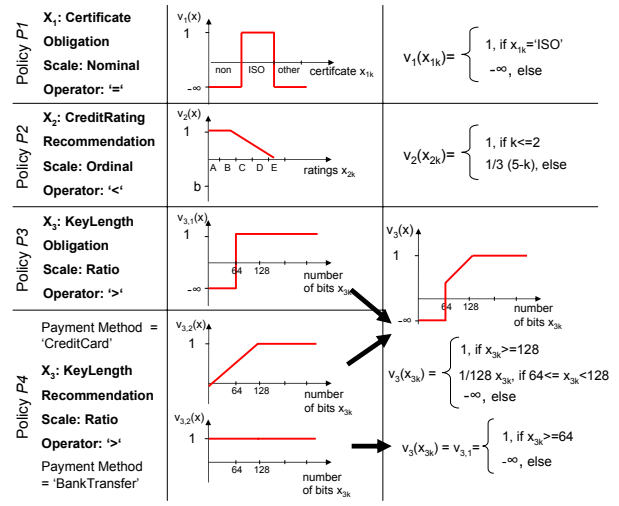 Policy P1
X₁: Certificate
Obligation
Scale: Nominal
Operator: '='
v₁(x)
1
-∞
non ISO other
certifcate x₁ₖ
v₁(x₁ₖ)=
1, if x₁ₖ='ISO'
-∞, else
Policy P2
X₂: CreditRating
Recommendation
Scale: Ordinal
Operator: '<'
v₂(x)
1
A B C D E
ratings x₂ₖ
b
v₂(x₂ₖ)=
1, if k<=2
1/3 (5-k), else
Policy P3
X₃: KeyLength
Obligation
Scale: Ratio
Operator: '>'
v₃,₁(x)
1
-∞
64 128
number
of bits x₃ₖ
v₃(x)
1
-∞
64 128
number
of bits x₃ₖ
Policy P4
Payment Method =
'CreditCard'
X₃: KeyLength
Recommendation
Scale: Ratio
Operator: '>'
Payment Method
= 'BankTransfer'
v₃,₂(x)
1
64 128
number
of bits x₃ₖ
v₃,₂(x)
1
64 128
number
of bits x₃ₖ
v₃(x₃ₖ)=
1, if x₃ₖ>=128
1/128 x₃ₖ, if 64<= x₃ₖ<128
-∞, else
v₃(x₃ₖ) = v₃,₁=
1, if x₃ₖ>=64
-∞, else